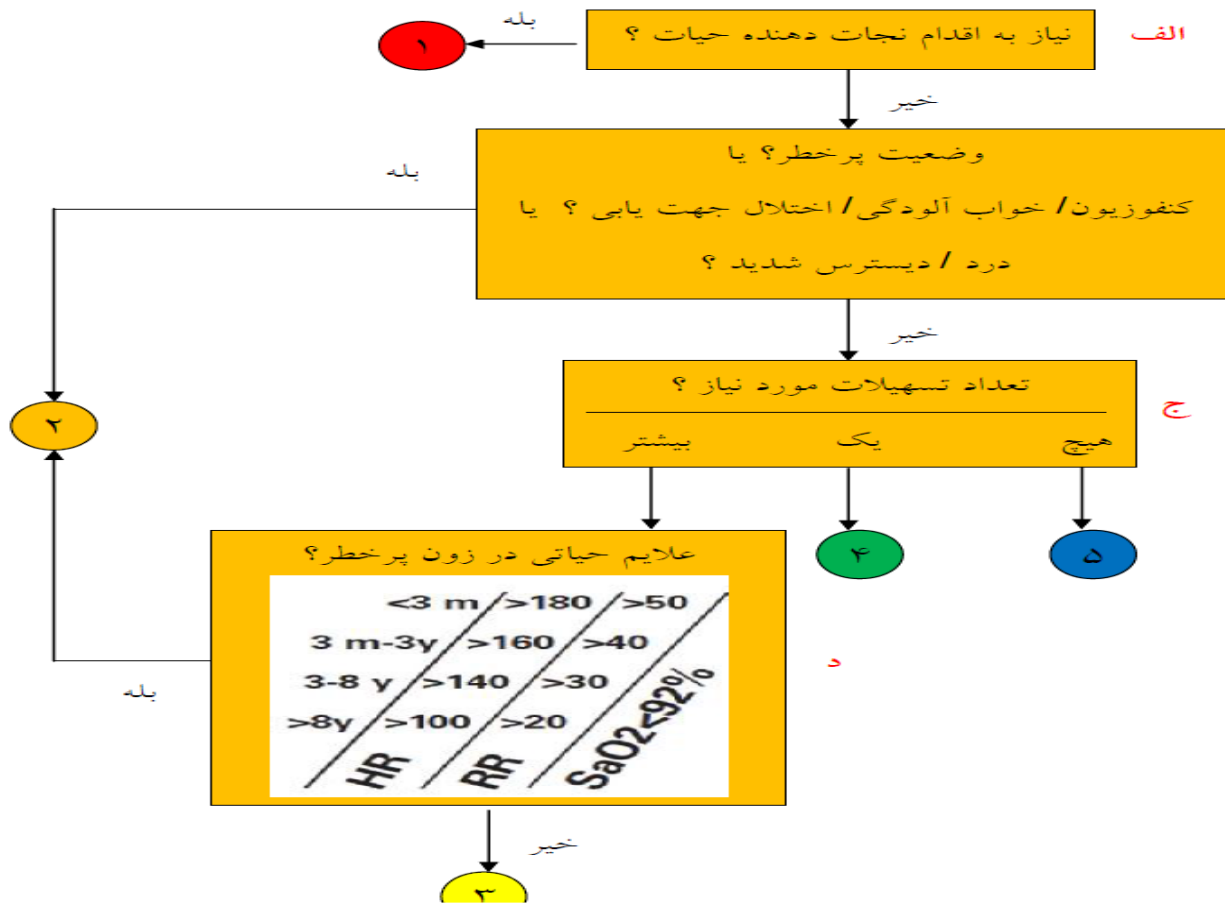 الف
نیاز به اقدام نجات دهنده حیات ؟
بله
۱
خیر
وضعیت پرخطر؟ یا
کنفوزیون/ خواب آلودگی/ اختلال جهت یابی ؟ یا
درد / دیسترس شدید ؟
بله
خیر
ج
تعداد تسهیلات مورد نیاز ؟
هیچ یک بیشتر
۲
۴
۵
د
علایم حیاتی در زون پرخطر؟
<3 m >180 >50
3 m-3y >160 >40
3-8 y >140 >30
>8y >100 >20
HR RR SaO2<92%
بله
خیر
۳